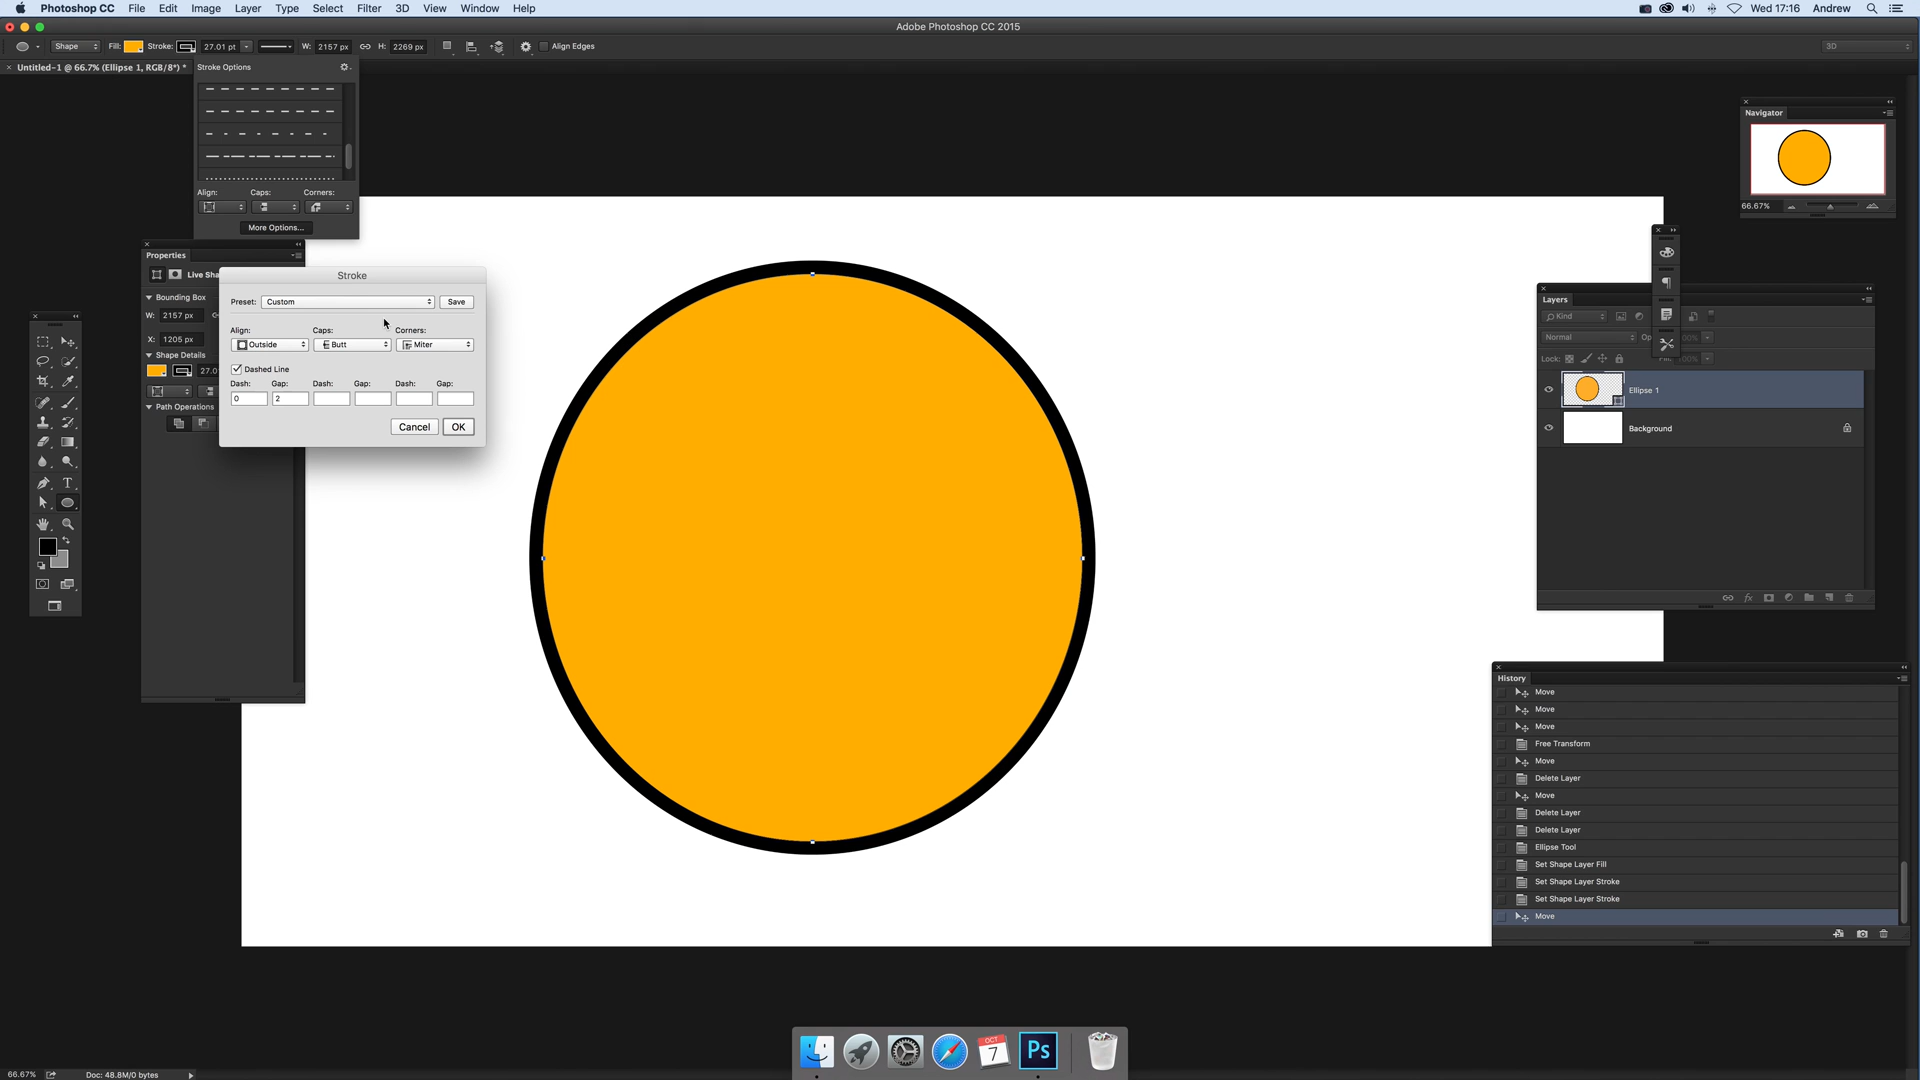 Photoshop CC File Edit Image Layer Type Select Filter 3D View Window Help Wed 17:16 Andrew
Adobe Photoshop CC 2015
Shape Fill: Stroke: 27.01 pt W: 2157 px H: 2269 px Align Edges 3D
× Untitled-1 @ 66.7% (Ellipse 1, RGB/8*) *
Stroke Options
Align: Caps: Corners:
More Options...
Properties
Live Sha
Bounding Box
W: 2157 px
X: 1205 px
Shape Details
27.0
Path Operations
Stroke
Preset: Custom Save
Align: Caps: Corners:
Outside Butt Miter
Dashed Line
Dash: Gap: Dash: Gap: Dash: Gap:
0 2
Cancel OK
Navigator
66.67%
Layers
Kind
Normal Op
Lock:
Ellipse 1
Background
History
Move
Move
Move
Free Transform
Move
Delete Layer
Move
Delete Layer
Delete Layer
Ellipse Tool
Set Shape Layer Fill
Set Shape Layer Stroke
Set Shape Layer Stroke
Move
OCT
7
Ps
66.67% Doc: 48.8M/0 bytes